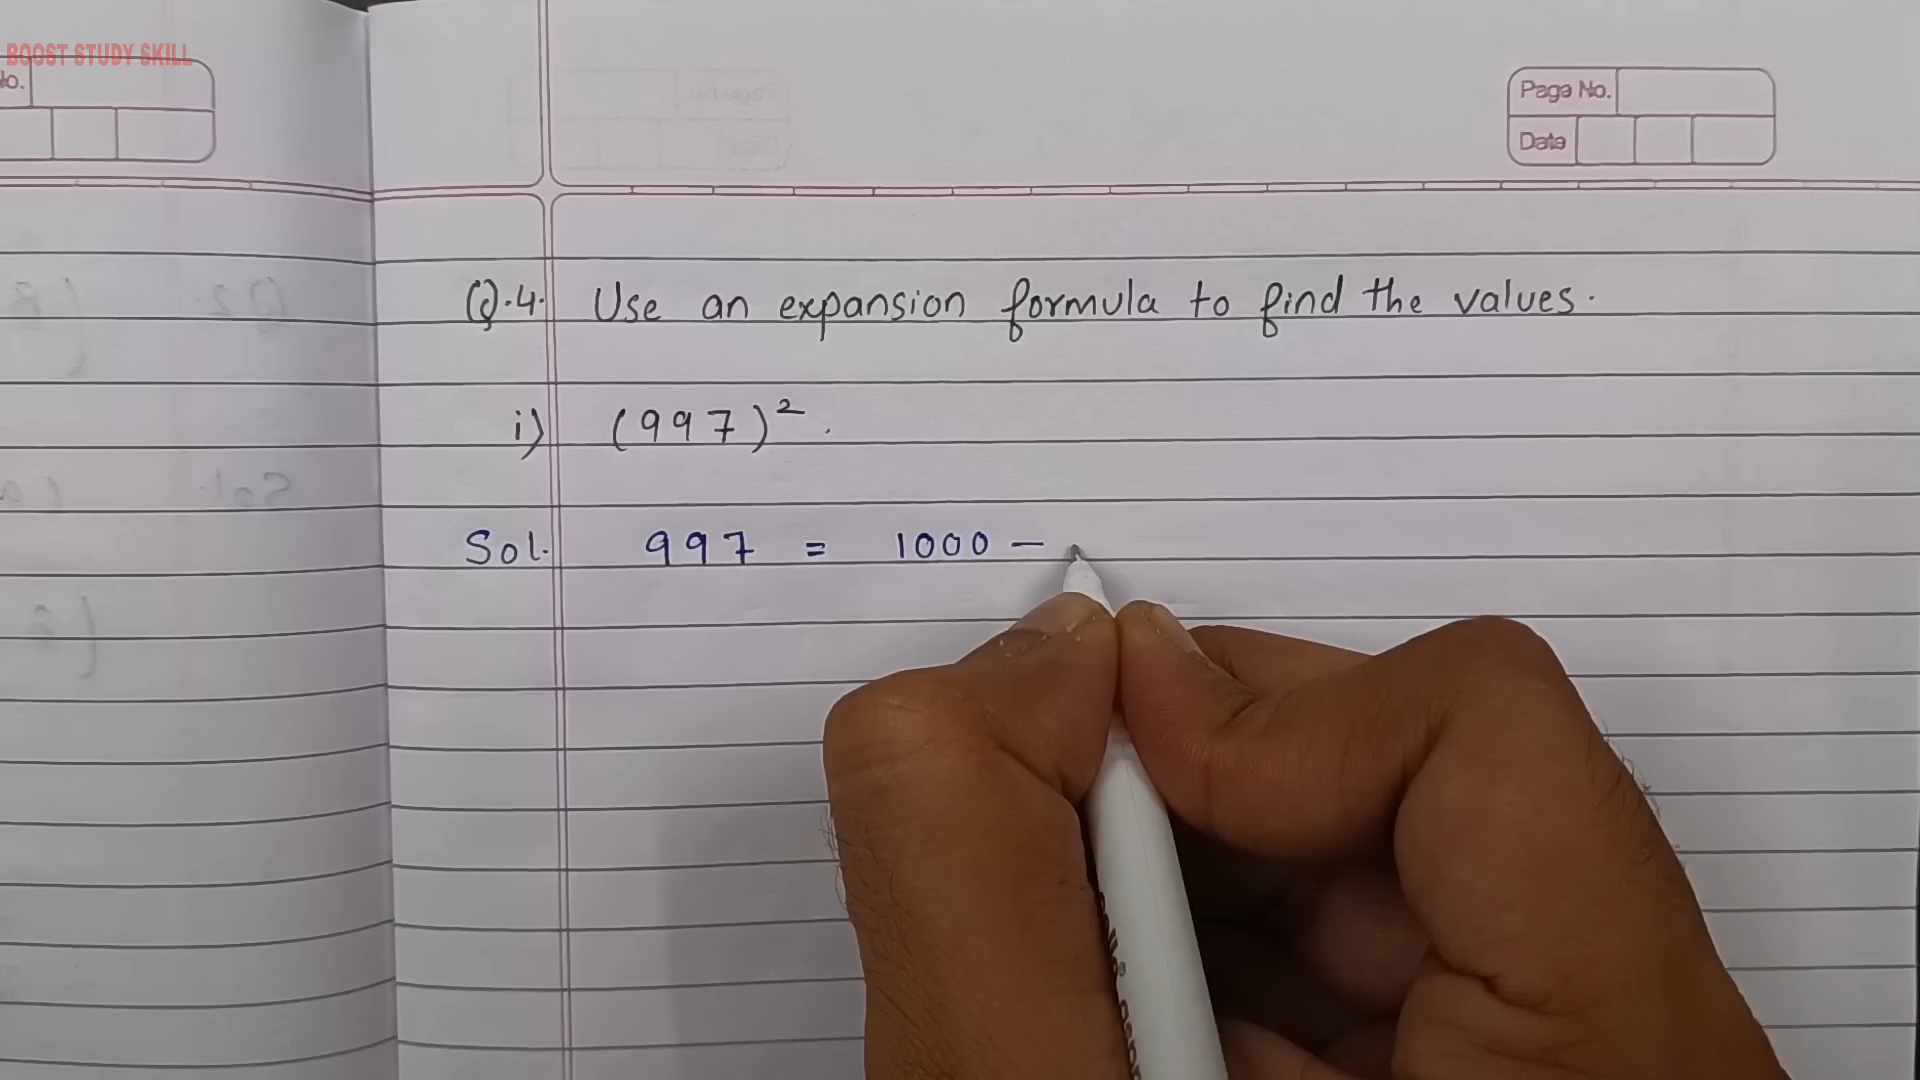 BOOST STUDY SKILL
No.
Page No.
Date
Q.4. Use an expansion formula to find the values.
i) (997)².
Sol. 997 = 1000 -